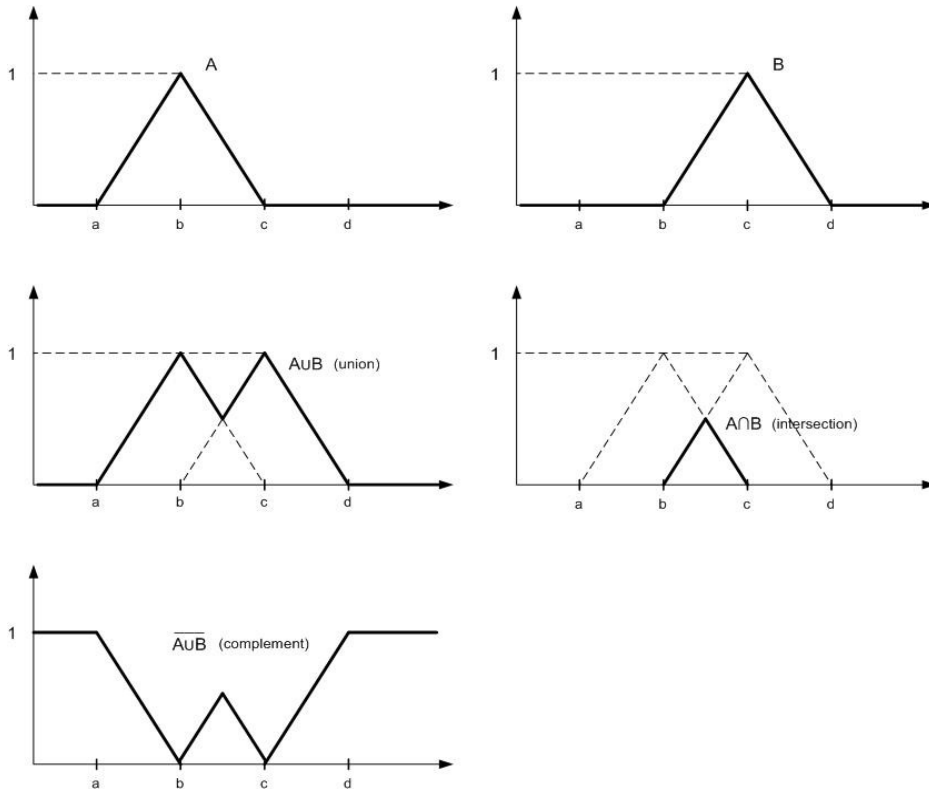 A
1
a b c d
B
1
a b c d
A∪B (union)
1
a b c d
1
A∩B (intersection)
a b c d
1
A∪B (complement)
a b c d